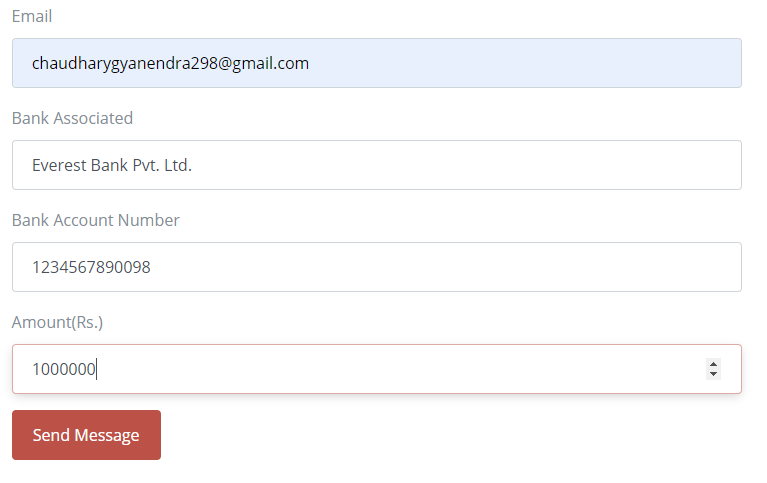 Email
chaudharygyanendra298@gmail.com
Bank Associated
Everest Bank Pvt. Ltd.
Bank Account Number
1234567890098
Amount(Rs.)
1000000
Send Message